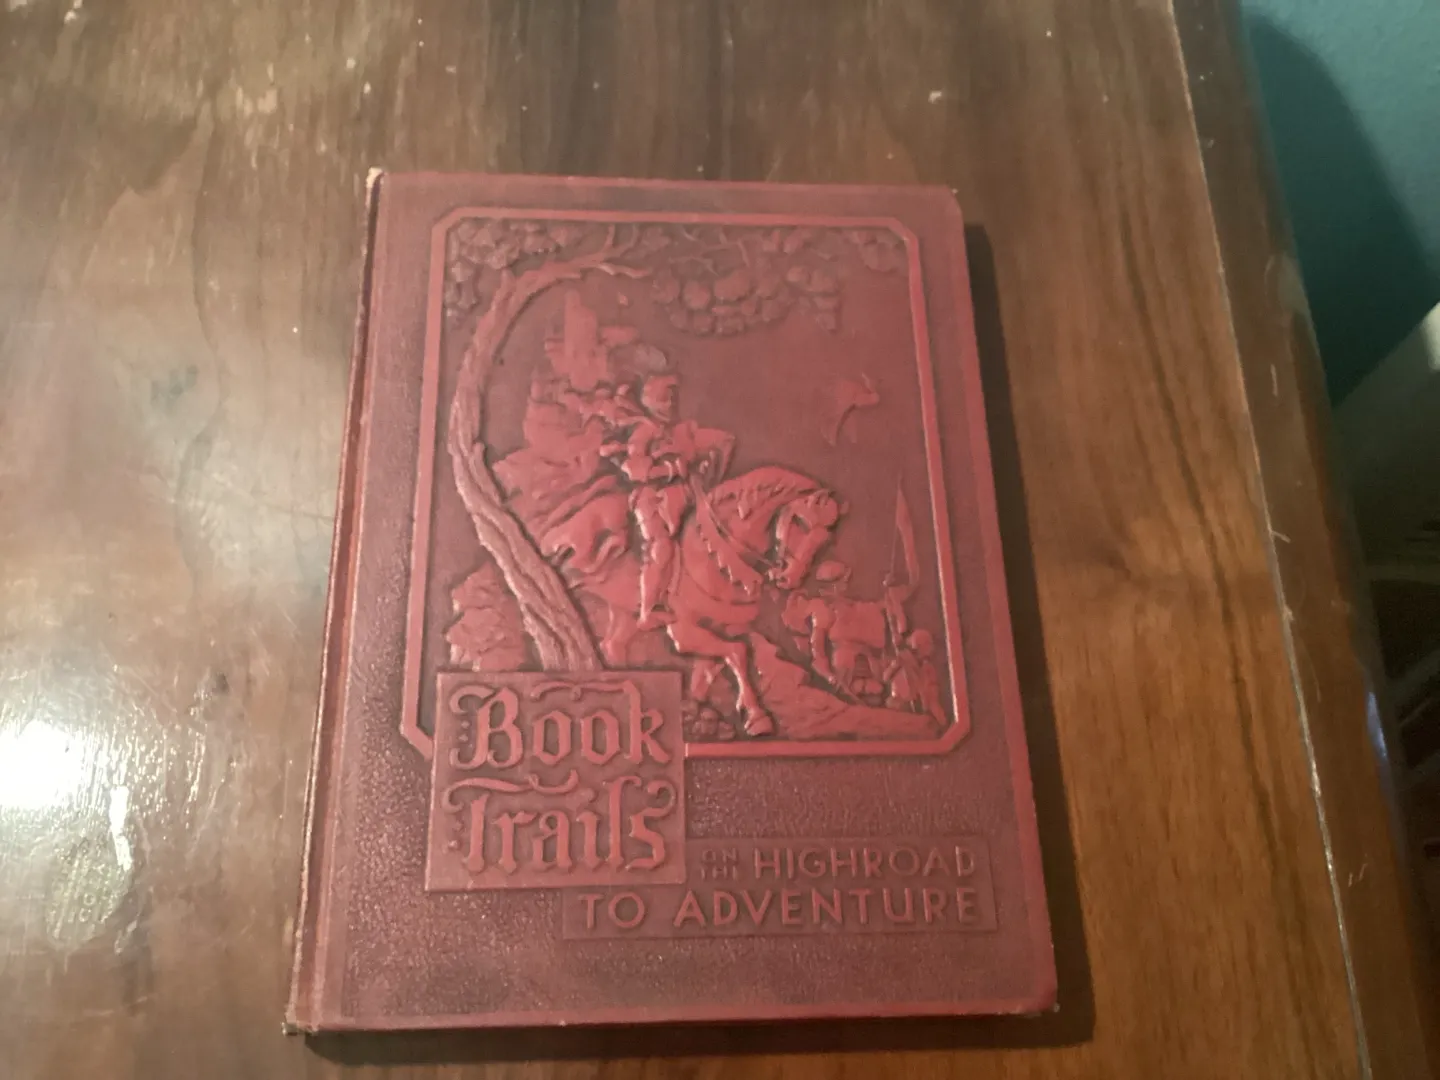 Book
Trails
ON THE HIGHROAD
TO ADVENTURE